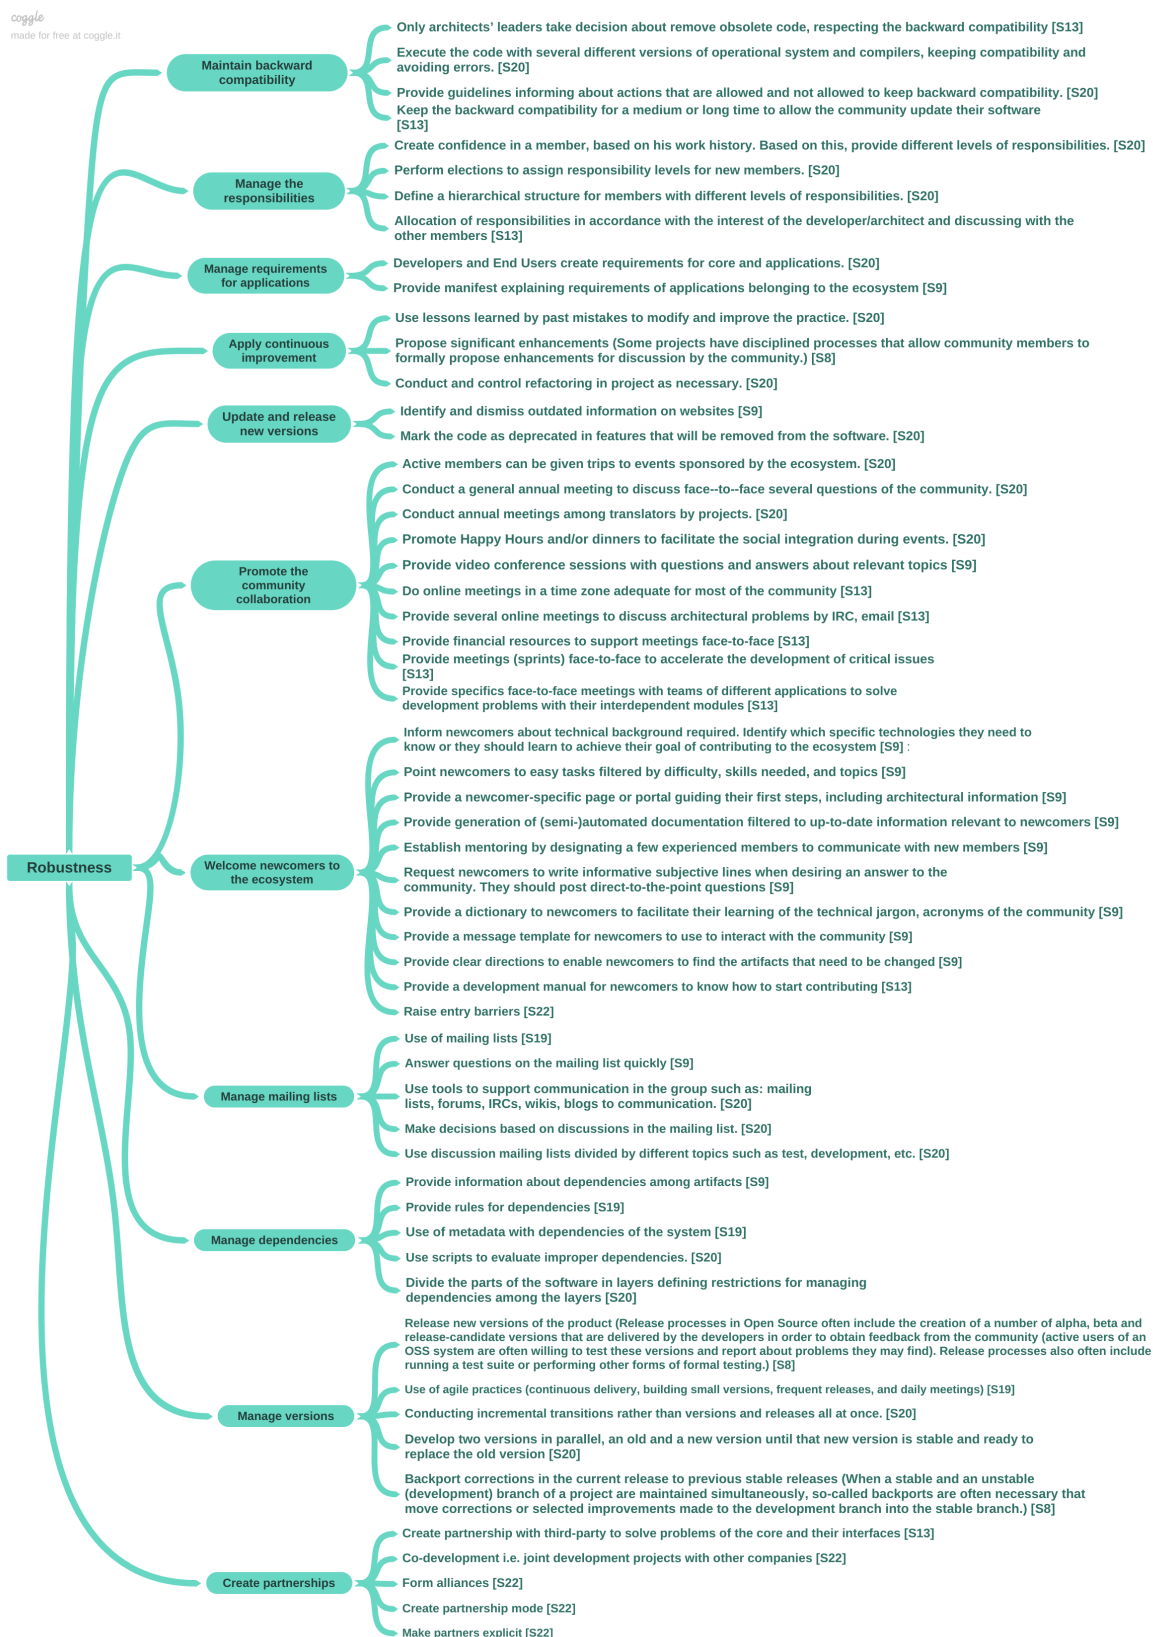 coggle
made for free at coggle.it
Robustness
Maintain backward
compatibility
Only architects' leaders take decision about remove obsolete code, respecting the backward compatibility [S13]
Execute the code with several different versions of operational system and compilers, keeping compatibility and
avoiding errors. [S20]
Provide guidelines informing about actions that are allowed and not allowed to keep backward compatibility. [S20]
Keep the backward compatibility for a medium or long time to allow the community update their software
[S13]
Manage the
responsibilities
Create confidence in a member, based on his work history. Based on this, provide different levels of responsibilities. [S20]
Perform elections to assign responsibility levels for new members. [S20]
Define a hierarchical structure for members with different levels of responsibilities. [S20]
Allocation of responsibilities in accordance with the interest of the developer/architect and discussing with the
other members [S13]
Manage requirements
for applications
Developers and End Users create requirements for core and applications. [S20]
Provide manifest explaining requirements of applications belonging to the ecosystem [S9]
Apply continuous
improvement
Use lessons learned by past mistakes to modify and improve the practice. [S20]
Propose significant enhancements (Some projects have disciplined processes that allow community members to
formally propose enhancements for discussion by the community.) [S8]
Conduct and control refactoring in project as necessary. [S20]
Update and release
new versions
Identify and dismiss outdated information on websites [S9]
Mark the code as deprecated in features that will be removed from the software. [S20]
Promote the
community
collaboration
Active members can be given trips to events sponsored by the ecosystem. [S20]
Conduct a general annual meeting to discuss face--to--face several questions of the community. [S20]
Conduct annual meetings among translators by projects. [S20]
Promote Happy Hours and/or dinners to facilitate the social integration during events. [S20]
Provide video conference sessions with questions and answers about relevant topics [S9]
Do online meetings in a time zone adequate for most of the community [S13]
Provide several online meetings to discuss architectural problems by IRC, email [S13]
Provide financial resources to support meetings face-to-face [S13]
Provide meetings (sprints) face-to-face to accelerate the development of critical issues
[S13]
Provide specifics face-to-face meetings with teams of different applications to solve
development problems with their interdependent modules [S13]
Welcome newcomers to
the ecosystem
Inform newcomers about technical background required. Identify which specific technologies they need to
know or they should learn to achieve their goal of contributing to the ecosystem [S9] :
Point newcomers to easy tasks filtered by difficulty, skills needed, and topics [S9]
Provide a newcomer-specific page or portal guiding their first steps, including architectural information [S9]
Provide generation of (semi-)automated documentation filtered to up-to-date information relevant to newcomers [S9]
Establish mentoring by designating a few experienced members to communicate with new members [S9]
Request newcomers to write informative subjective lines when desiring an answer to the
community. They should post direct-to-the-point questions [S9]
Provide a dictionary to newcomers to facilitate their learning of the technical jargon, acronyms of the community [S9]
Provide a message template for newcomers to use to interact with the community [S9]
Provide clear directions to enable newcomers to find the artifacts that need to be changed [S9]
Provide a development manual for newcomers to know how to start contributing [S13]
Raise entry barriers [S22]
Manage mailing lists
Use of mailing lists [S19]
Answer questions on the mailing list quickly [S9]
Use tools to support communication in the group such as: mailing
lists, forums, IRCs, wikis, blogs to communication. [S20]
Make decisions based on discussions in the mailing list. [S20]
Use discussion mailing lists divided by different topics such as test, development, etc. [S20]
Manage dependencies
Provide information about dependencies among artifacts [S9]
Provide rules for dependencies [S19]
Use of metadata with dependencies of the system [S19]
Use scripts to evaluate improper dependencies. [S20]
Divide the parts of the software in layers defining restrictions for managing
dependencies among the layers [S20]
Manage versions
Release new versions of the product (Release processes in Open Source often include the creation of a number of alpha, beta and
release-candidate versions that are delivered by the developers in order to obtain feedback from the community (active users of an
OSS system are often willing to test these versions and report about problems they may find). Release processes also often include
running a test suite or performing other forms of formal testing.) [S8]
Use of agile practices (continuous delivery, building small versions, frequent releases, and daily meetings) [S19]
Conducting incremental transitions rather than versions and releases all at once. [S20]
Develop two versions in parallel, an old and a new version until that new version is stable and ready to
replace the old version [S20]
Backport corrections in the current release to previous stable releases (When a stable and an unstable
(development) branch of a project are maintained simultaneously, so-called backports are often necessary that
move corrections or selected improvements made to the development branch into the stable branch.) [S8]
Create partnerships
Create partnership with third-party to solve problems of the core and their interfaces [S13]
Co-development i.e. joint development projects with other companies [S22]
Form alliances [S22]
Create partnership mode [S22]
Make partners explicit [S22]